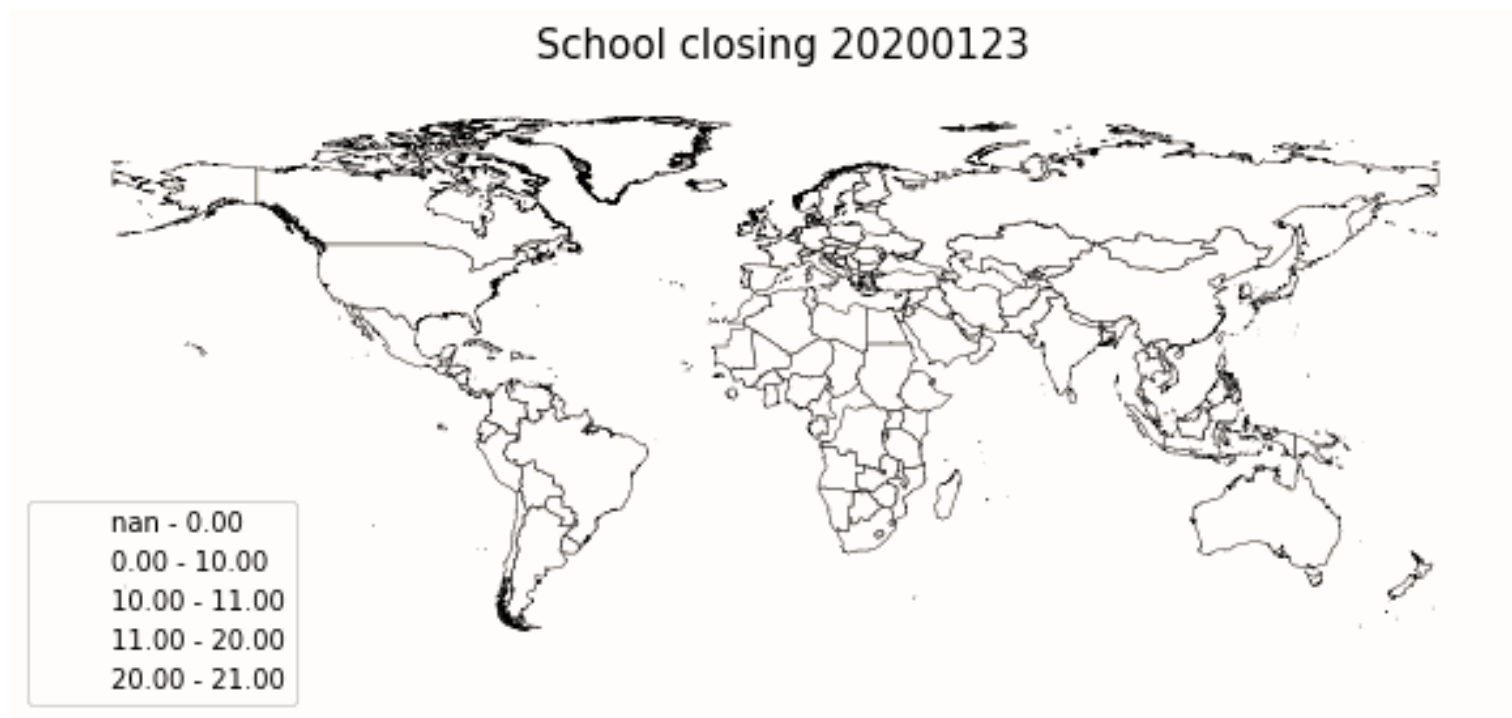 School closing 20200123
nan - 0.00
0.00 - 10.00
10.00 - 11.00
11.00 - 20.00
20.00 - 21.00